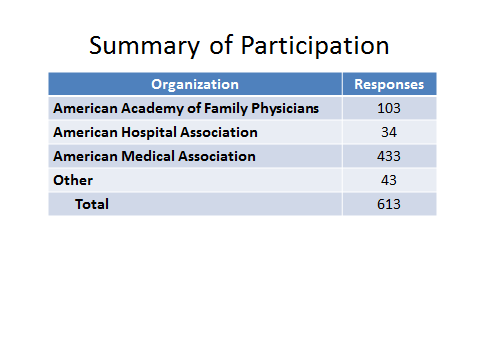 Summary of Participation
Organization Responses
American Academy of Family Physicians 103
American Hospital Association 34
American Medical Association 433
Other 43
Total 613